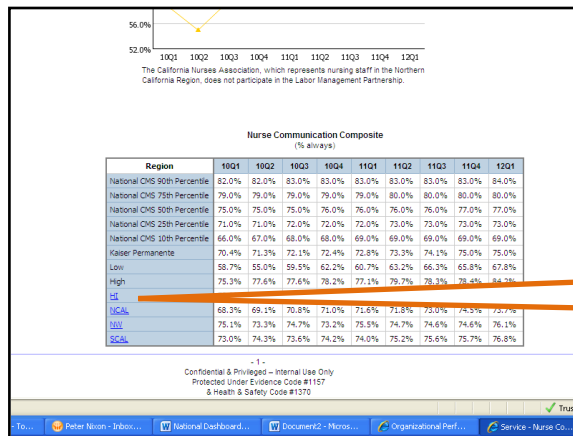 56.0%
52.0%
10Q1 10Q2 10Q3 10Q4 11Q1 11Q2 11Q3 11Q4 12Q1
The California Nurses Association, which represents nursing staff in the Northern
California Region, does not participate in the Labor Management Partnership.
Nurse Communication Composite
(% always)
Region 10Q1 10Q2 10Q3 10Q4 11Q1 11Q2 11Q3 11Q4 12Q1
National CMS 90th Percentile 82.0% 82.0% 83.0% 83.0% 83.0% 83.0% 83.0% 83.0% 84.0%
National CMS 75th Percentile 79.0% 79.0% 79.0% 79.0% 79.0% 80.0% 80.0% 80.0% 80.0%
National CMS 50th Percentile 75.0% 75.0% 75.0% 76.0% 76.0% 76.0% 76.0% 77.0% 77.0%
National CMS 25th Percentile 71.0% 71.0% 72.0% 72.0% 72.0% 73.0% 73.0% 73.0% 73.0%
National CMS 10th Percentile 66.0% 67.0% 68.0% 68.0% 69.0% 69.0% 69.0% 69.0% 69.0%
Kaiser Permanente 70.4% 71.3% 72.1% 72.4% 72.8% 73.3% 74.1% 75.0% 75.0%
Low 58.7% 55.0% 59.5% 62.2% 60.7% 63.2% 66.3% 65.8% 67.8%
High 75.3% 77.6% 77.6% 78.2% 77.1% 79.7% 78.3% 78.4% 84.2%
HI
NCAL 68.3% 69.1% 70.8% 71.0% 71.6% 71.8% 73.0% 74.5% 73.7%
NW 75.1% 73.3% 74.7% 73.2% 75.5% 74.7% 74.6% 74.6% 76.1%
SCAL 73.0% 74.3% 73.6% 74.2% 74.0% 75.2% 75.6% 75.7% 76.8%
- 1 -
Confidential & Privileged – Internal Use Only
Protected Under Evidence Code #1157
& Health & Safety Code #1370
Trus
- To... Peter Nixon - Inbox... National Dashboard... Document2 - Micros... Organizational Perf... Service - Nurse Co...